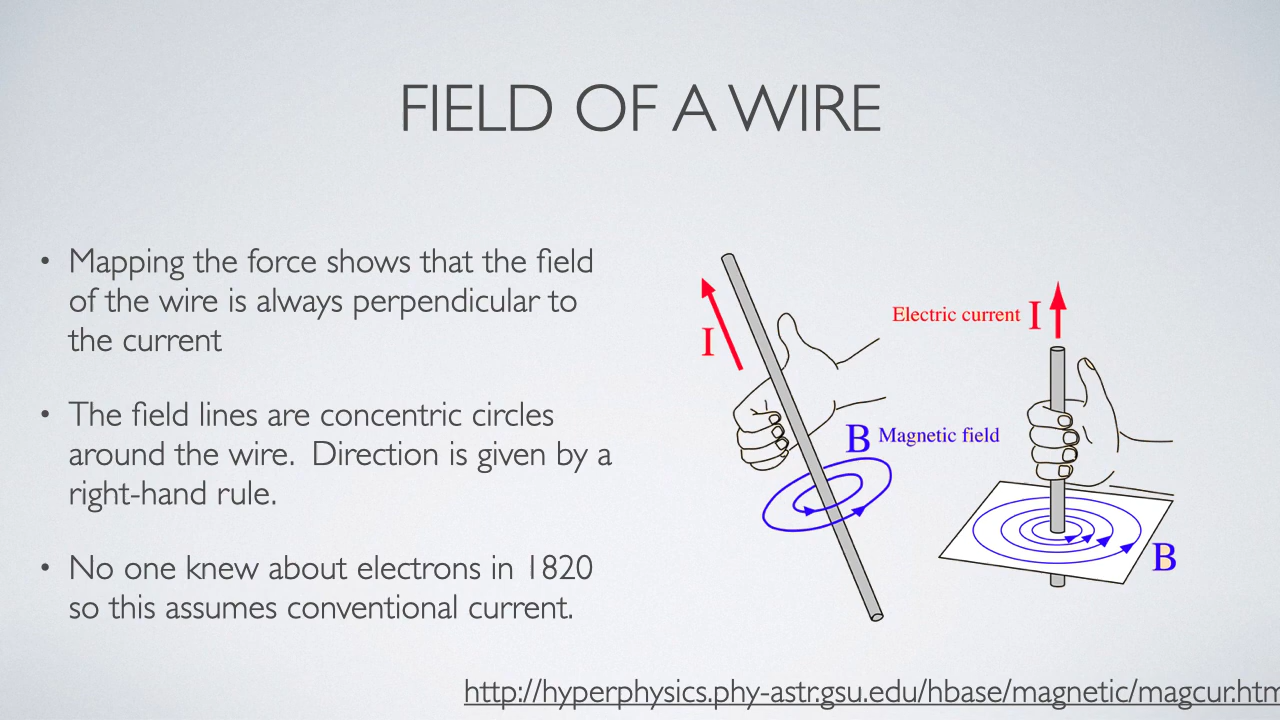 FIELD OF A WIRE
• Mapping the force shows that the field
of the wire is always perpendicular to
the current
• The field lines are concentric circles
around the wire.  Direction is given by a
right-hand rule.
• No one knew about electrons in 1820
so this assumes conventional current.
I
Electric current I
B Magnetic field
B
http://hyperphysics.phy-astr.gsu.edu/hbase/magnetic/magcur.htm